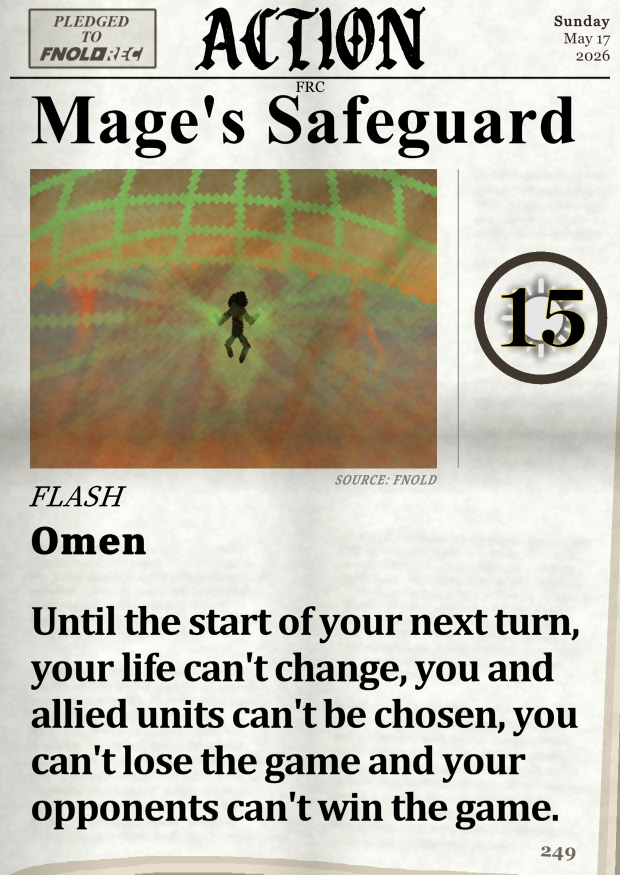 PLEDGED
TO
FNOLD REC
ACTION
Sunday
May 17
2026
FRC
Mage's Safeguard
15
SOURCE: FNOLD
FLASH
Omen
Until the start of your next turn,
your life can't change, you and
allied units can't be chosen, you
can't lose the game and your
opponents can't win the game.
249